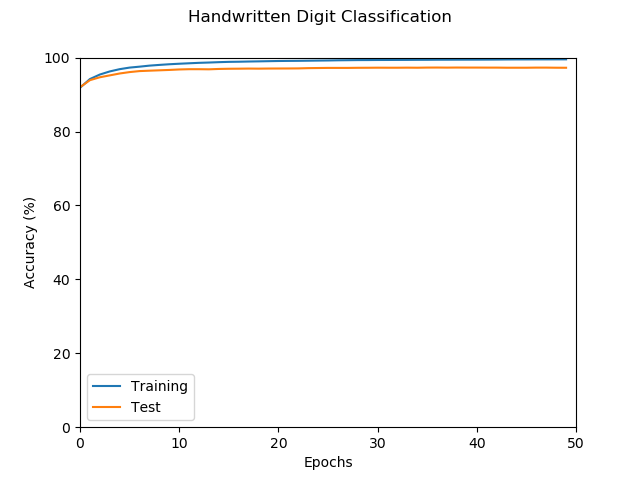 Handwritten Digit Classification
100
80
60
40
20
0
Accuracy (%)
Training
Test
0 10 20 30 40 50
Epochs